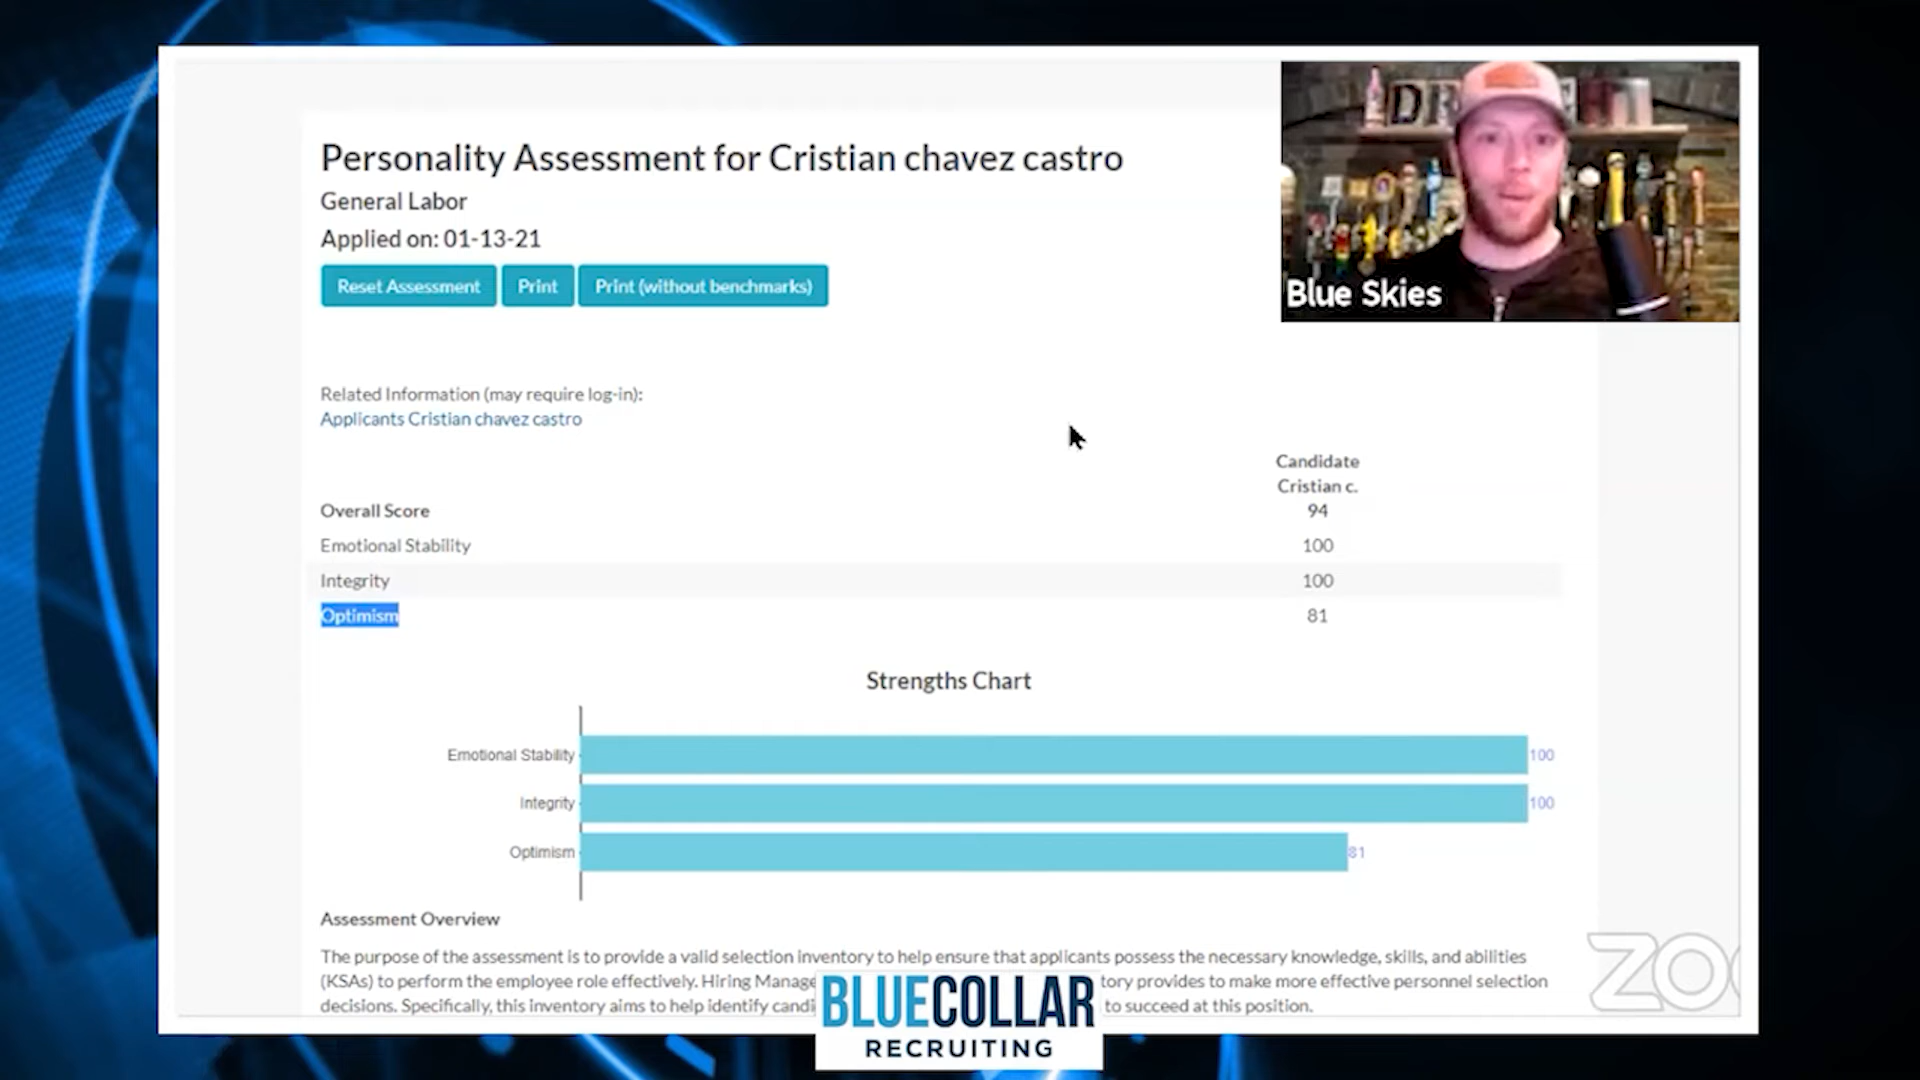 Personality Assessment for Cristian chavez castro
General Labor
Applied on: 01-13-21
Reset Assessment
Print
Print (without benchmarks)
Blue Skies
Related Information (may require log-in):
Applicants Cristian chavez castro
Candidate
Cristian c.
Overall Score 94
Emotional Stability 100
Integrity 100
Optimism 81
Strengths Chart
Emotional Stability 100
Integrity 100
Optimism 81
Assessment Overview
The purpose of the assessment is to provide a valid selection inventory to help ensure that applicants possess the necessary knowledge, skills, and abilities
(KSAs) to perform the employee role effectively. Hiring Manage tory provides to make more effective personnel selection
decisions. Specifically, this inventory aims to help identify candi to succeed at this position.
BLUECOLLAR
RECRUITING